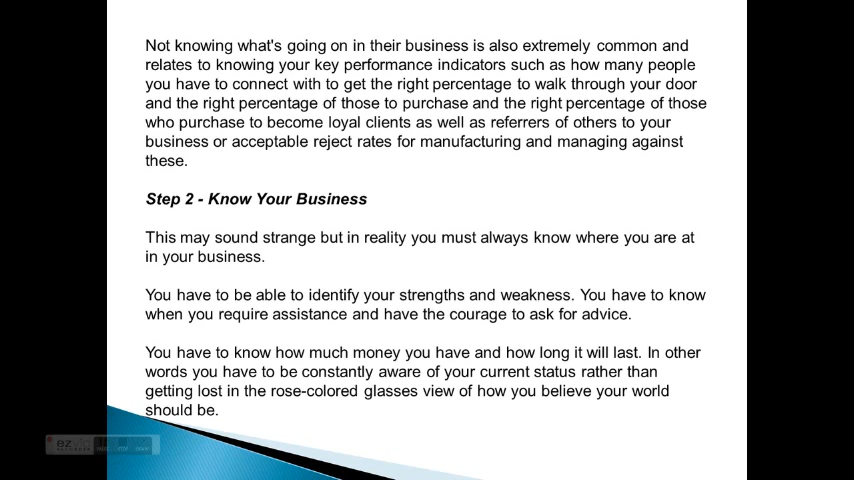 Not knowing what's going on in their business is also extremely common and
relates to knowing your key performance indicators such as how many people
you have to connect with to get the right percentage to walk through your door
and the right percentage of those to purchase and the right percentage of those
who purchase to become loyal clients as well as referrers of others to your
business or acceptable reject rates for manufacturing and managing against
these.
Step 2 - Know Your Business
This may sound strange but in reality you must always know where you are at
in your business.
You have to be able to identify your strengths and weakness. You have to know
when you require assistance and have the courage to ask for advice.
You have to know how much money you have and how long it will last. In other
words you have to be constantly aware of your current status rather than
getting lost in the rose-colored glasses view of how you believe your world
should be.
ezvid
RECORDER